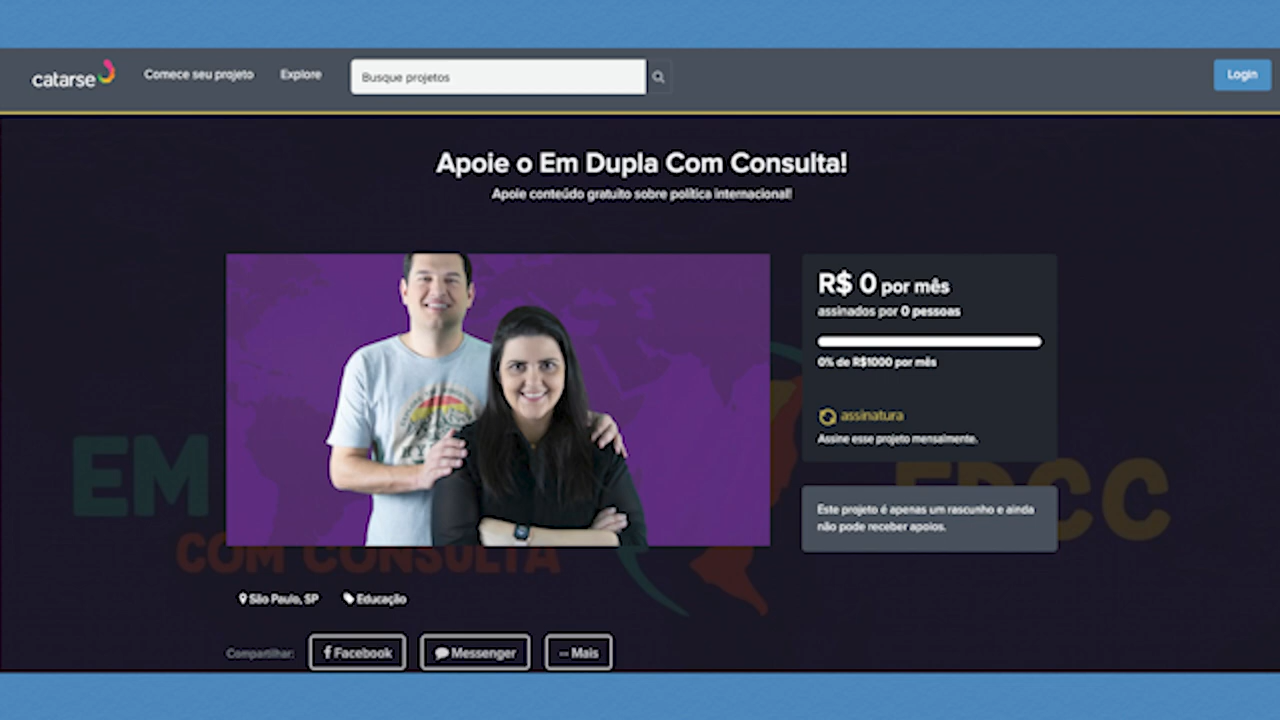 catarse
Comece seu projeto
Explore
Busque projetos
Login
Apoie o Em Dupla Com Consulta!
Apoie conteúdo gratuito sobre política internacional!
R$ 0 por mês
assinados por 0 pessoas
0% de R$1000 por mês
assinatura
Assine esse projeto mensalmente.
Este projeto é apenas um rascunho e ainda
não pode receber apoios.
EM
EDCC
COM CONSULTA
São Paulo, SP
Educação
Compartilhar:
Facebook
Messenger
··· Mais